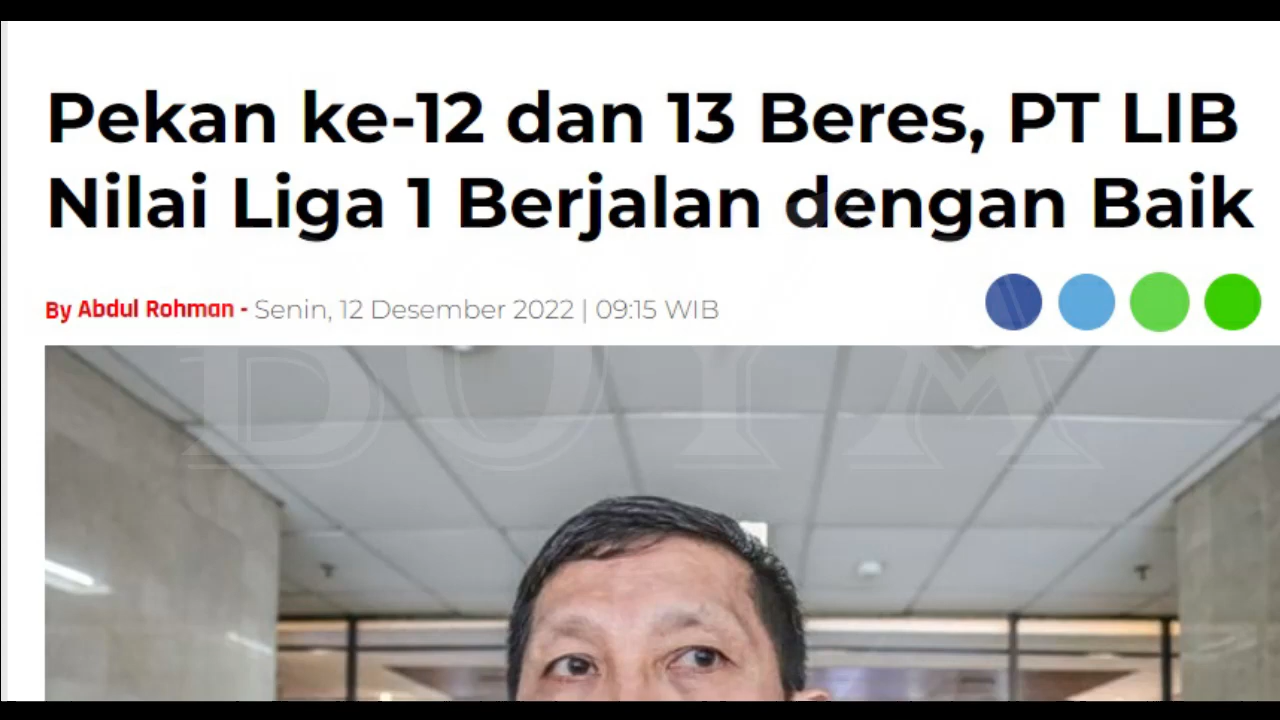 Pekan ke-12 dan 13 Beres, PT LIB
Nilai Liga 1 Berjalan dengan Baik
By Abdul Rohman - Senin, 12 Desember 2022 | 09:15 WIB
BOYM